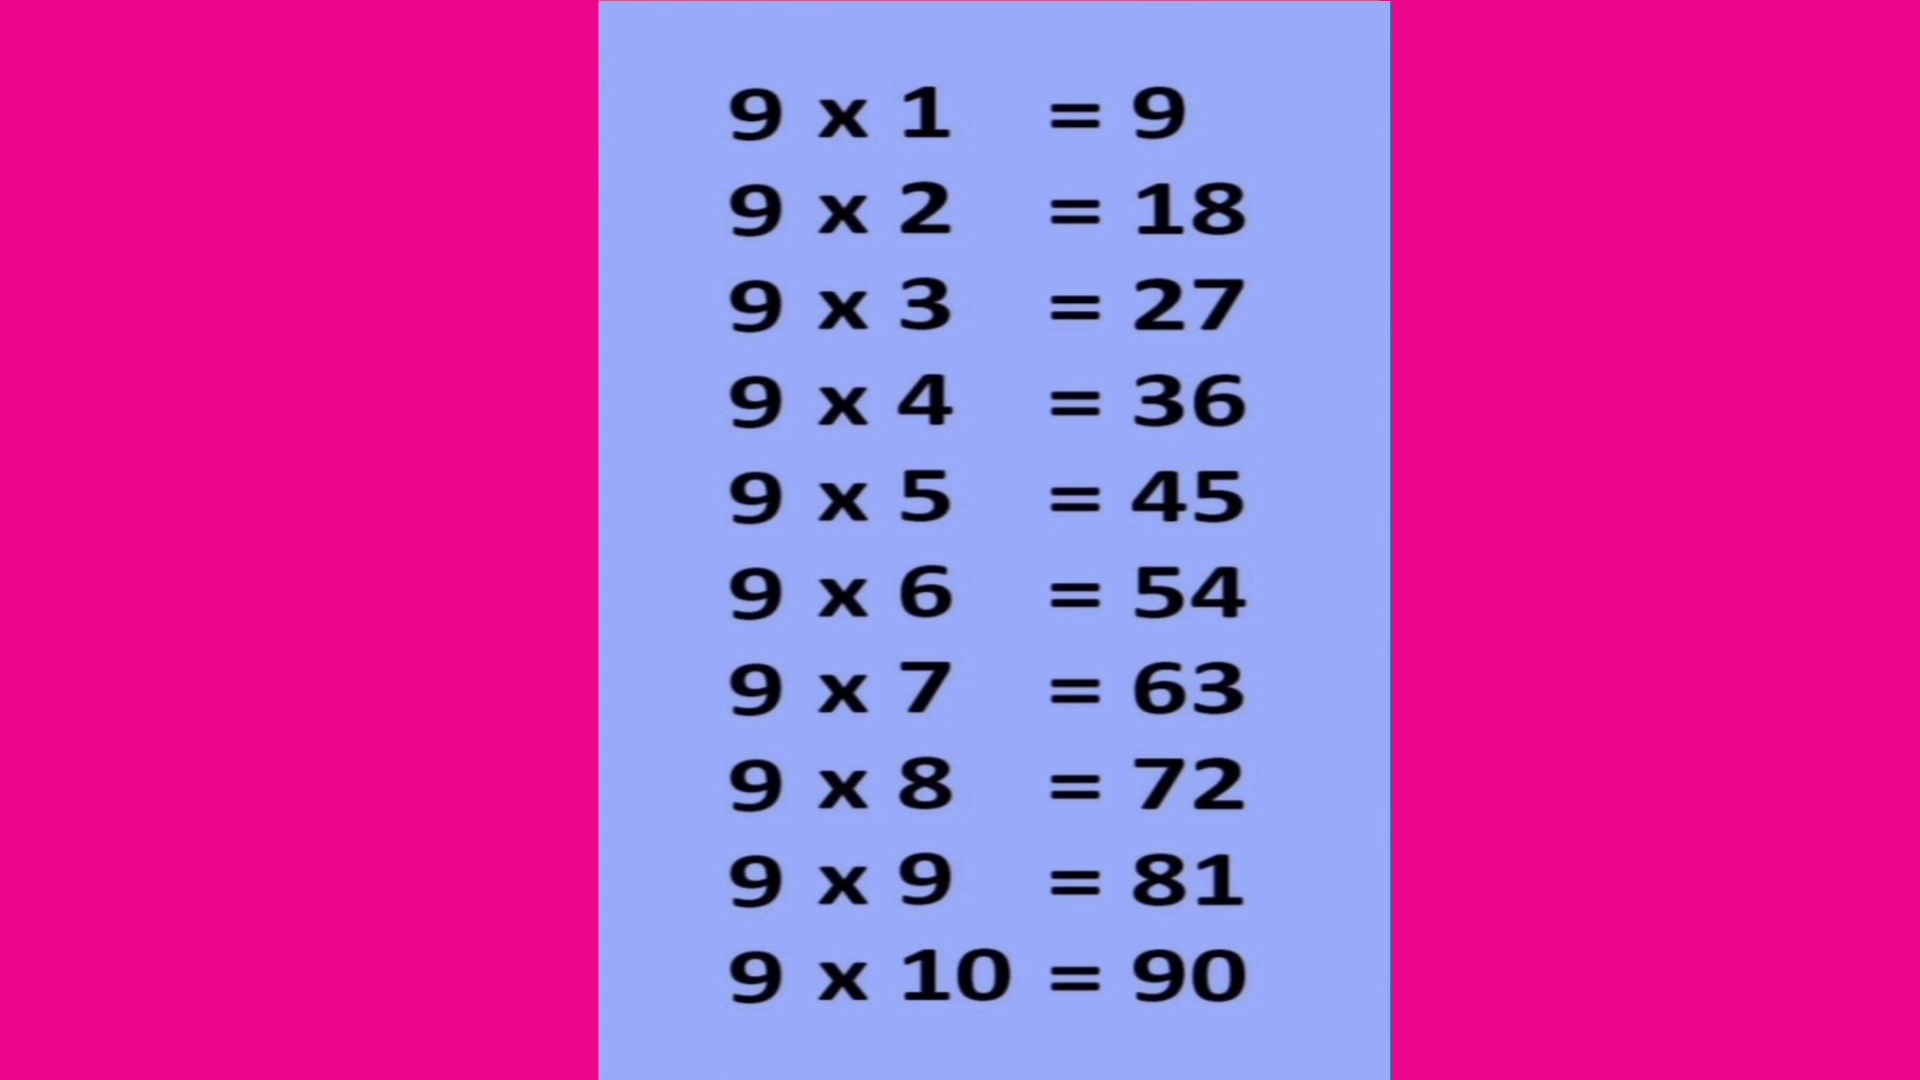 9 x 1 = 9
9 x 2 = 18
9 x 3 = 27
9 x 4 = 36
9 x 5 = 45
9 x 6 = 54
9 x 7 = 63
9 x 8 = 72
9 x 9 = 81
9 x 10 = 90